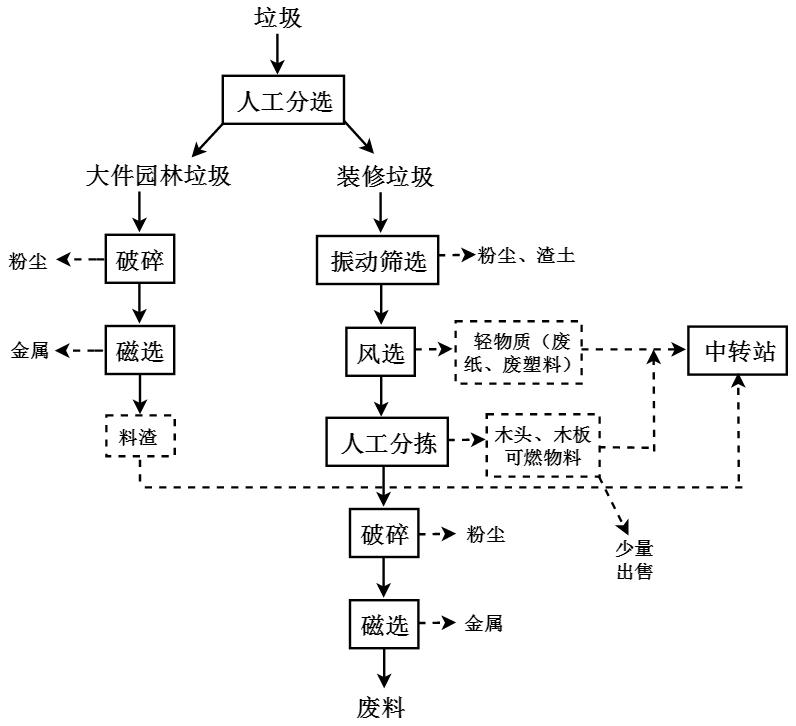 垃圾
人工分选
大件园林垃圾
装修垃圾
粉尘
破碎
振动筛选
粉尘、渣土
金属
磁选
风选
轻物质（废
纸、废塑料）
中转站
料渣
人工分拣
木头、木板
可燃物料
破碎
粉尘
少量
出售
磁选
金属
废料